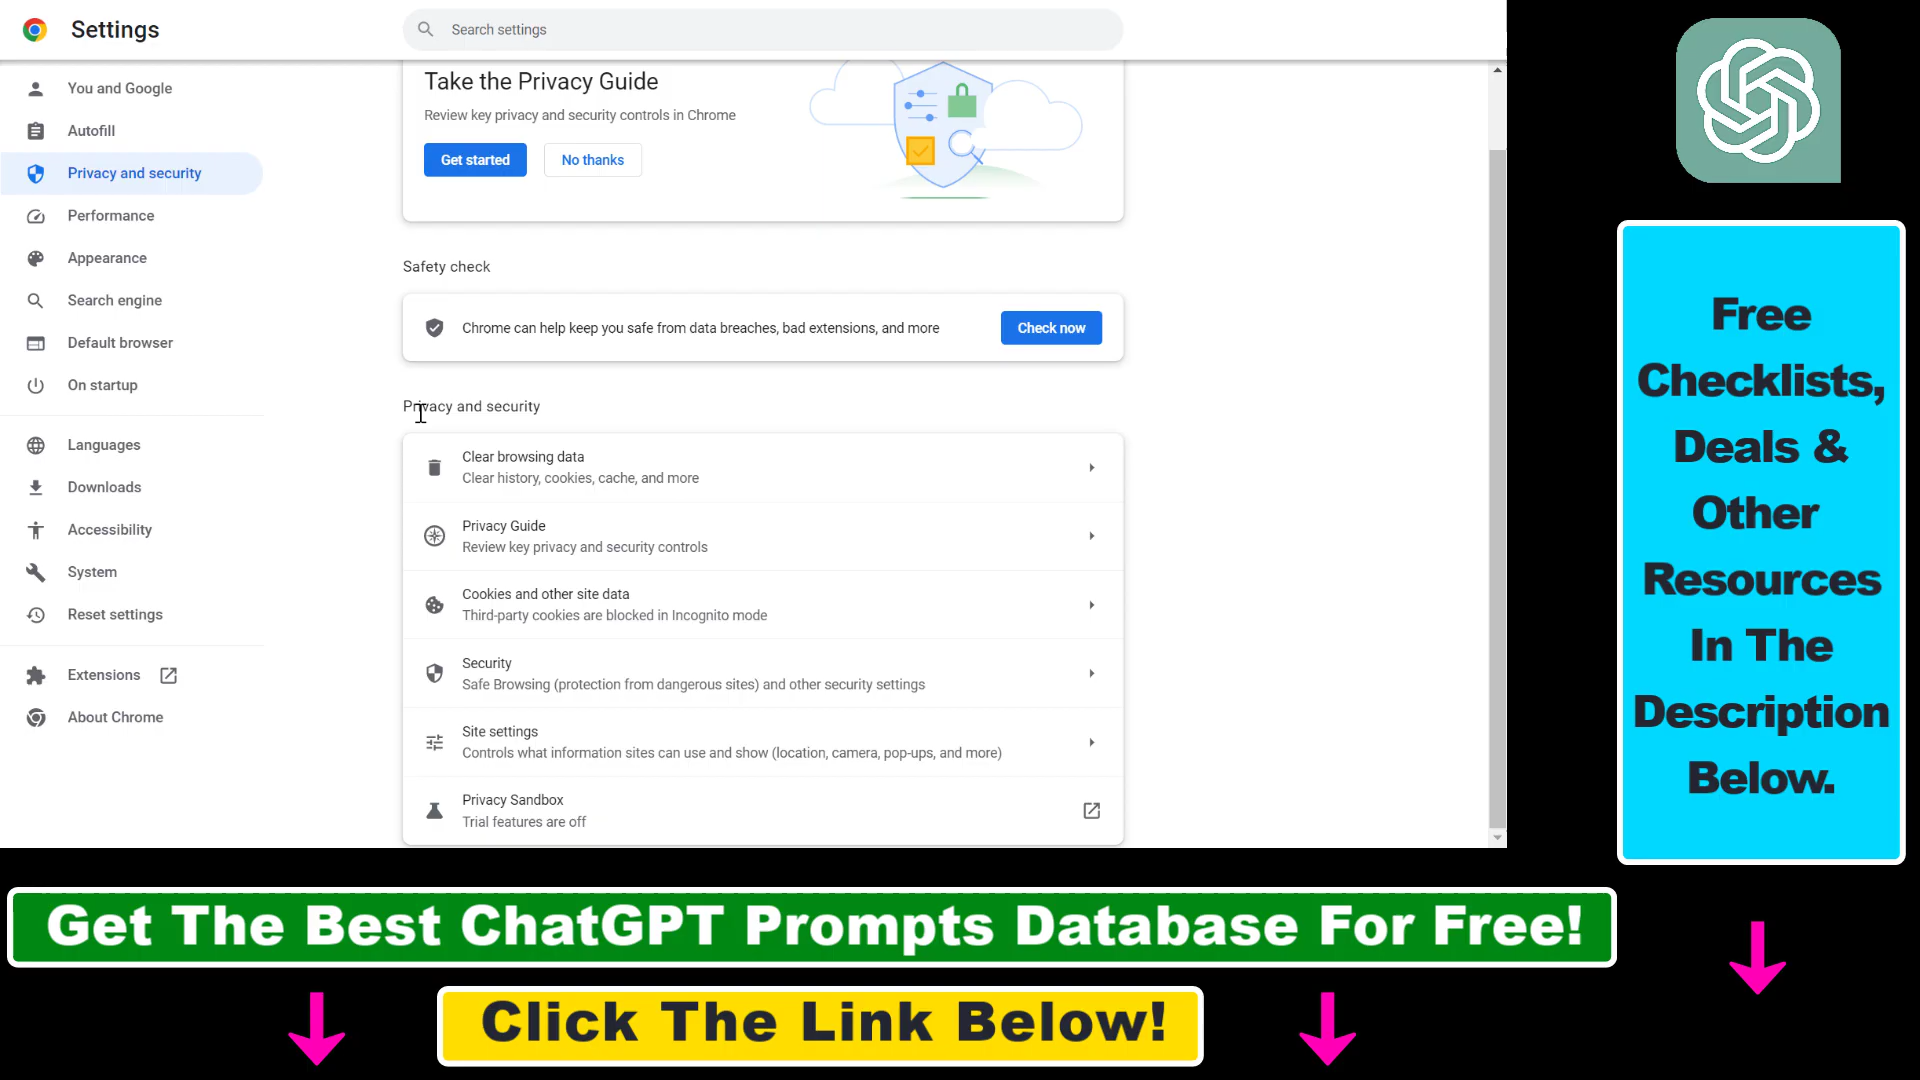 Settings
Search settings
You and Google
Autofill
Privacy and security
Performance
Appearance
Search engine
Default browser
On startup
Languages
Downloads
Accessibility
System
Reset settings
Extensions
About Chrome
Take the Privacy Guide
Review key privacy and security controls in Chrome
Get started
No thanks
Safety check
Chrome can help keep you safe from data breaches, bad extensions, and more
Check now
Privacy and security
Clear browsing data
Clear history, cookies, cache, and more
Privacy Guide
Review key privacy and security controls
Cookies and other site data
Third-party cookies are blocked in Incognito mode
Security
Safe Browsing (protection from dangerous sites) and other security settings
Site settings
Controls what information sites can use and show (location, camera, pop-ups, and more)
Privacy Sandbox
Trial features are off
Free
Checklists,
Deals &
Other
Resources
In The
Description
Below.
Get The Best ChatGPT Prompts Database For Free!
Click The Link Below!